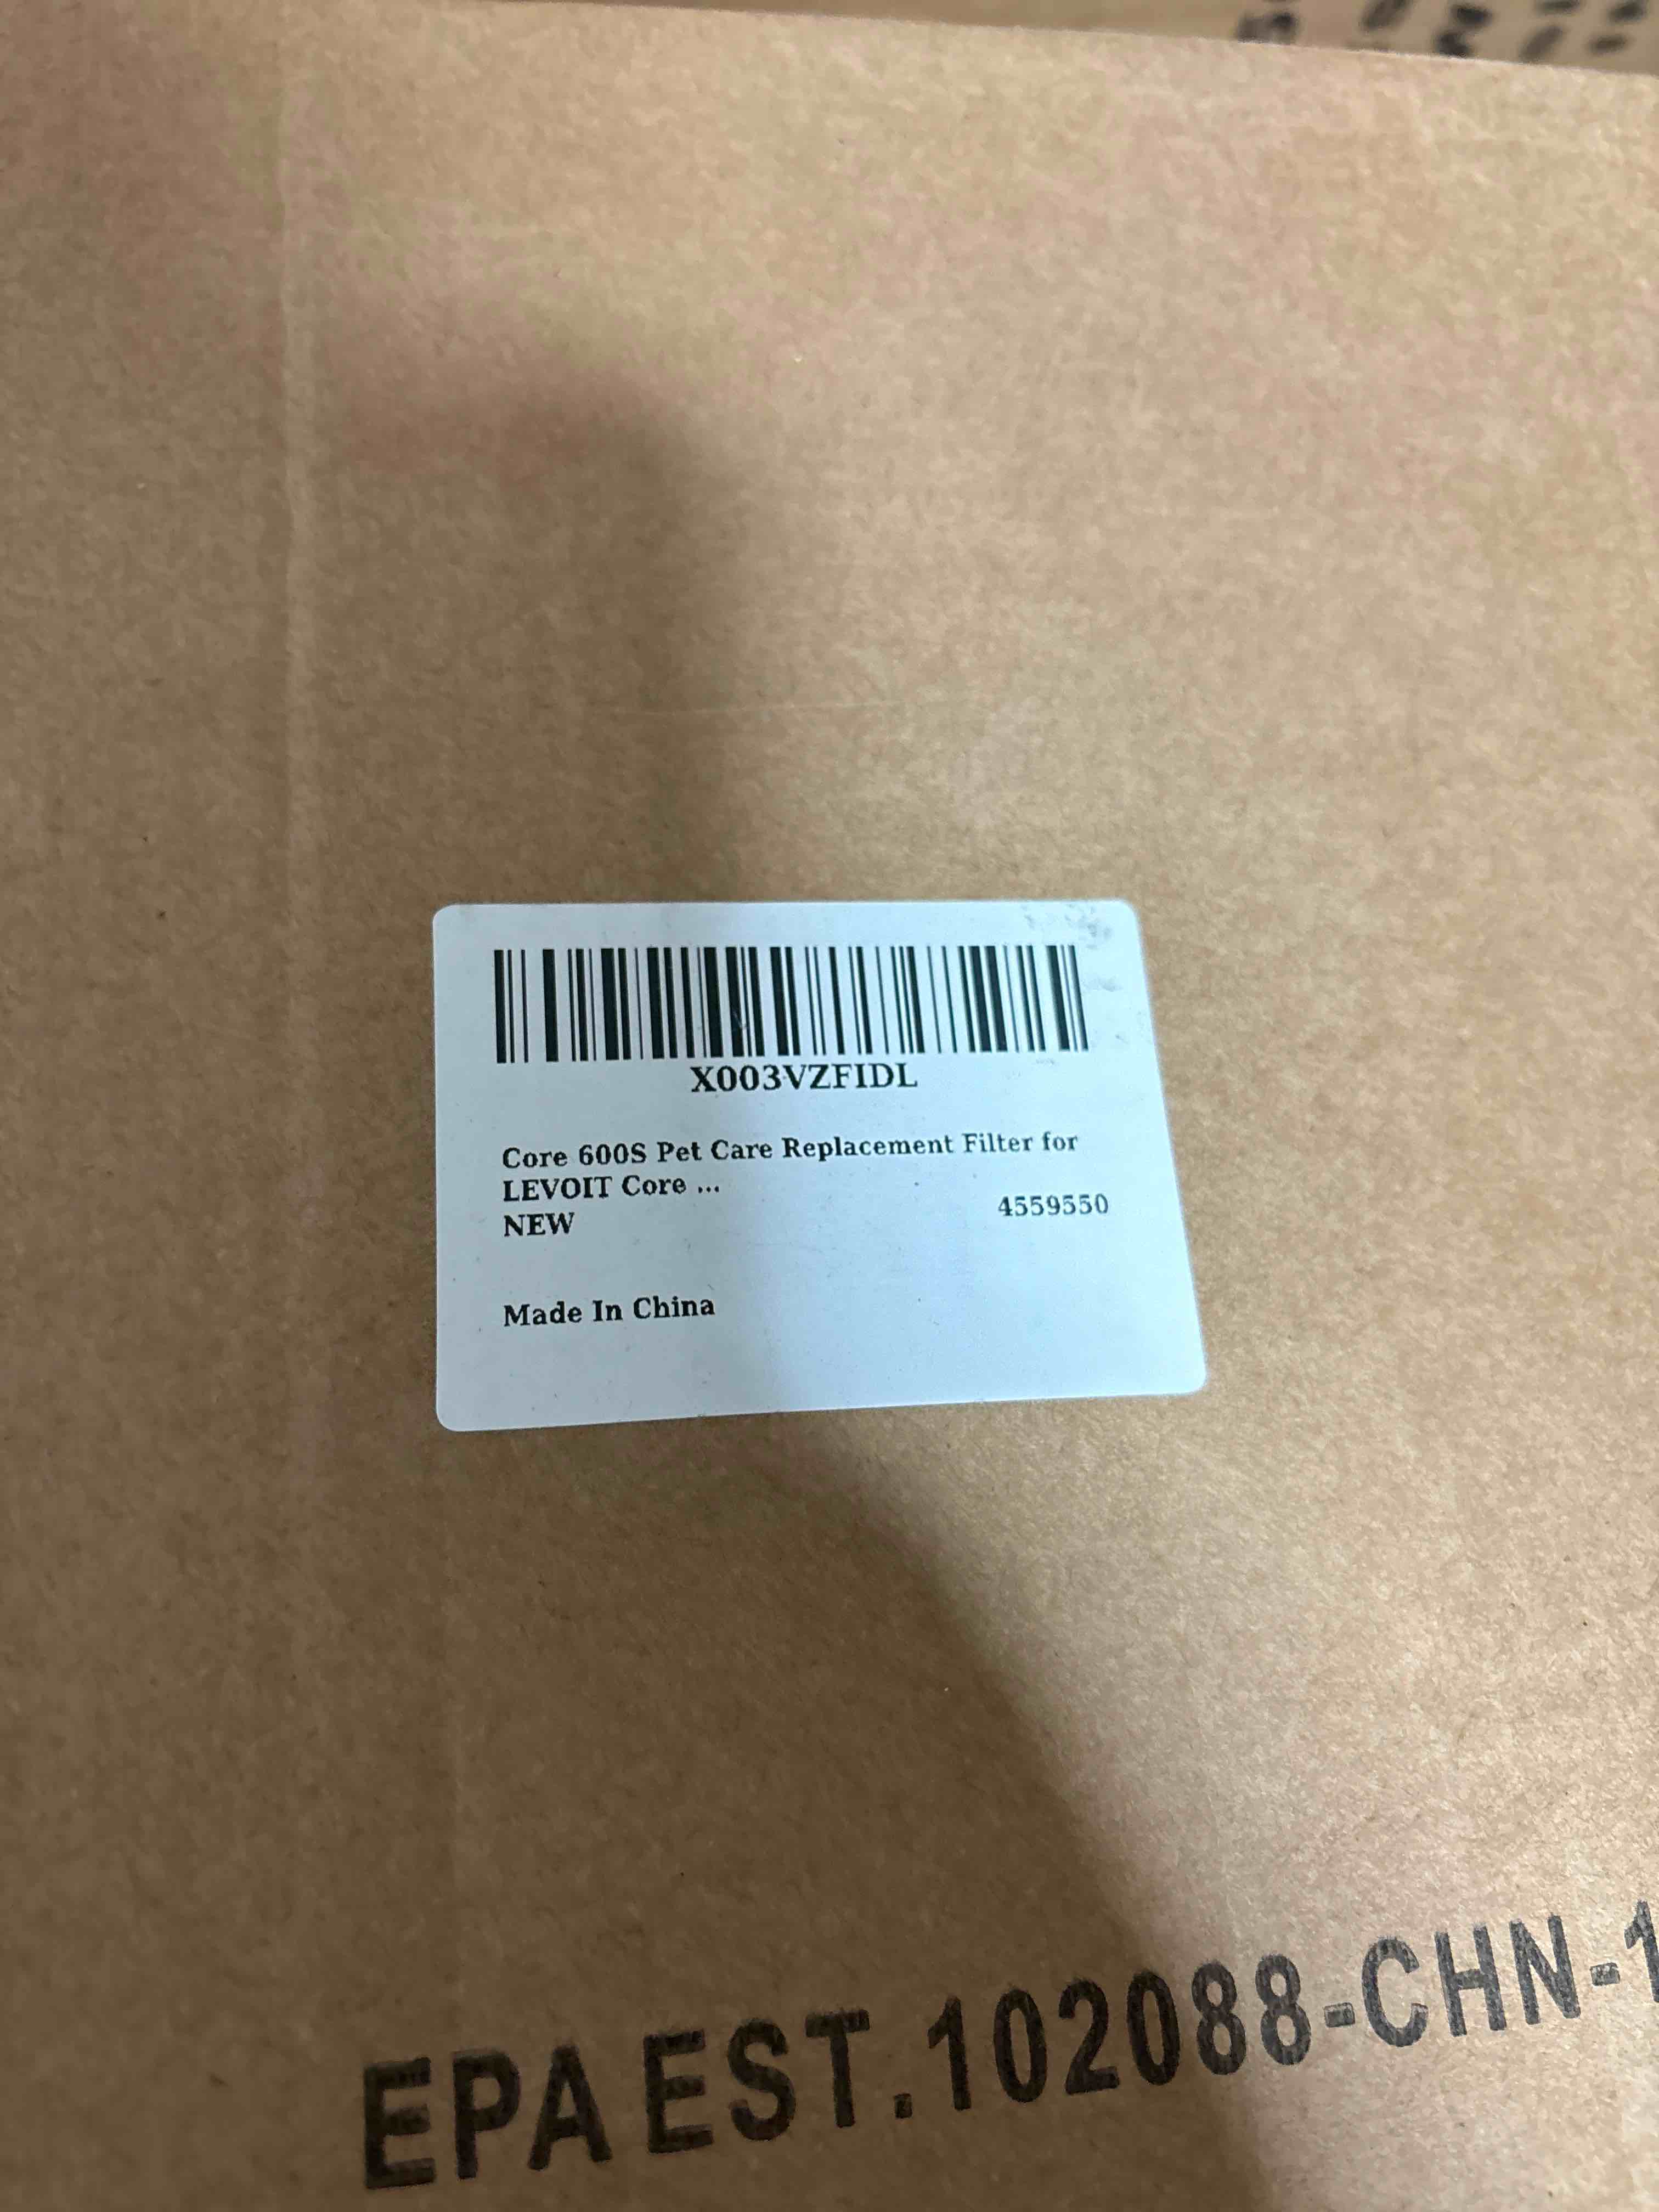 X003VZFIDL
Core 600S Pet Care Replacement Filter for
LEVOIT Core ...
NEW
4559550
Made In China
EPA EST.102088-CHN-1